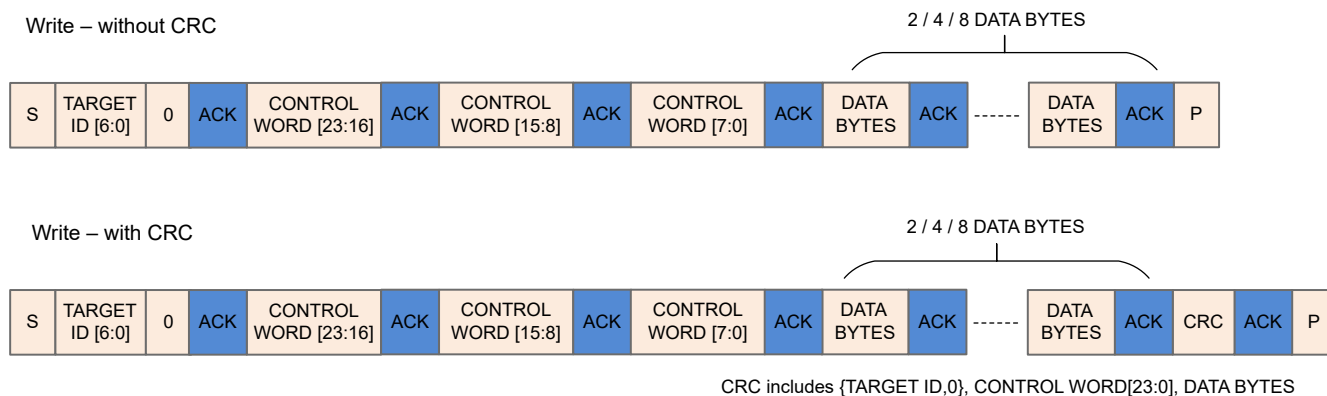 Write – without CRC
2 / 4 / 8 DATA BYTES
S TARGET ID [6:0] 0 ACK CONTROL WORD [23:16] ACK CONTROL WORD [15:8] ACK CONTROL WORD [7:0] ACK DATA BYTES ACK ------ DATA BYTES ACK P
Write – with CRC
2 / 4 / 8 DATA BYTES
S TARGET ID [6:0] 0 ACK CONTROL WORD [23:16] ACK CONTROL WORD [15:8] ACK CONTROL WORD [7:0] ACK DATA BYTES ACK ------ DATA BYTES ACK CRC ACK P
CRC includes {TARGET ID,0}, CONTROL WORD[23:0], DATA BYTES